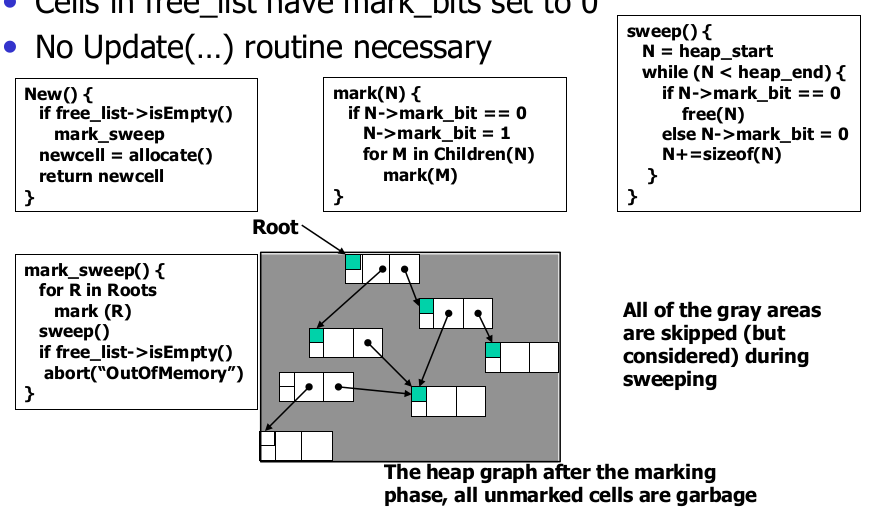 • Cells in free_list have mark_bits set to 0
• No Update(…) routine necessary
New() {
if free_list->isEmpty()
mark_sweep
newcell = allocate()
return newcell
}
mark(N) {
if N->mark_bit == 0
N->mark_bit = 1
for M in Children(N)
mark(M)
}
sweep() {
N = heap_start
while (N < heap_end) {
if N->mark_bit == 0
free(N)
else N->mark_bit = 0
N+=sizeof(N)
}
}
mark_sweep() {
for R in Roots
mark (R)
sweep()
if free_list->isEmpty()
abort(“OutOfMemory”)
}
Root
All of the gray areas
are skipped (but
considered) during
sweeping
The heap graph after the marking
phase, all unmarked cells are garbage